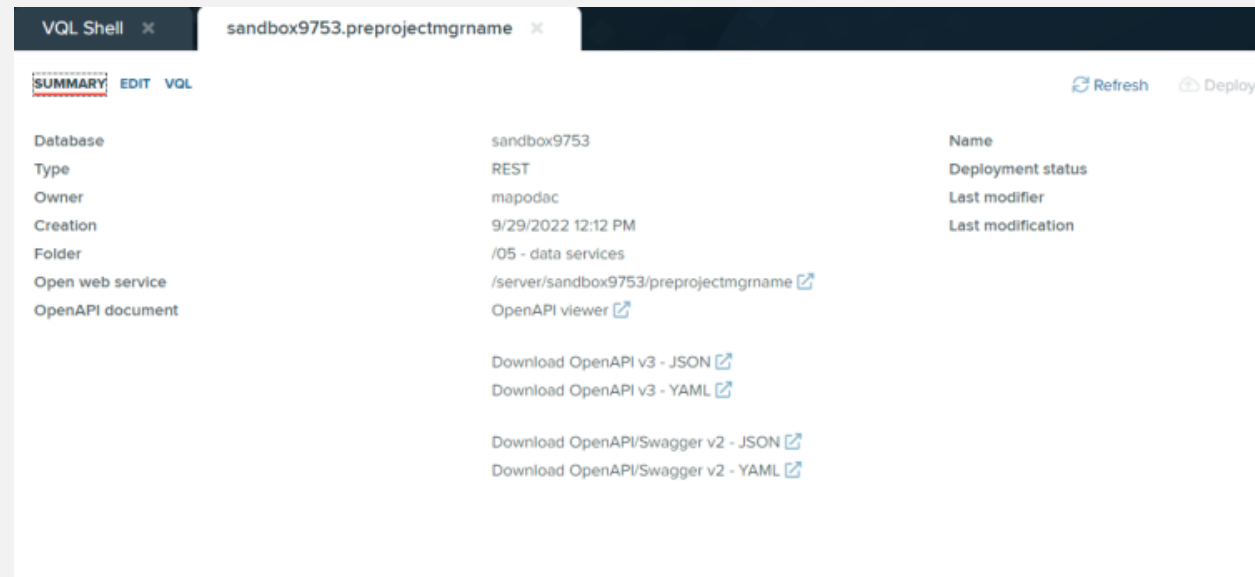 VQL Shell × sandbox9753.preprojectmgrname ×
SUMMARY EDIT VQL Refresh Deploy
Database sandbox9753 Name
Type REST Deployment status
Owner mapodac Last modifier
Creation 9/29/2022 12:12 PM Last modification
Folder /05 - data services
Open web service /server/sandbox9753/preprojectmgrname
OpenAPI document OpenAPI viewer
Download OpenAPI v3 - JSON
Download OpenAPI v3 - YAML
Download OpenAPI/Swagger v2 - JSON
Download OpenAPI/Swagger v2 - YAML